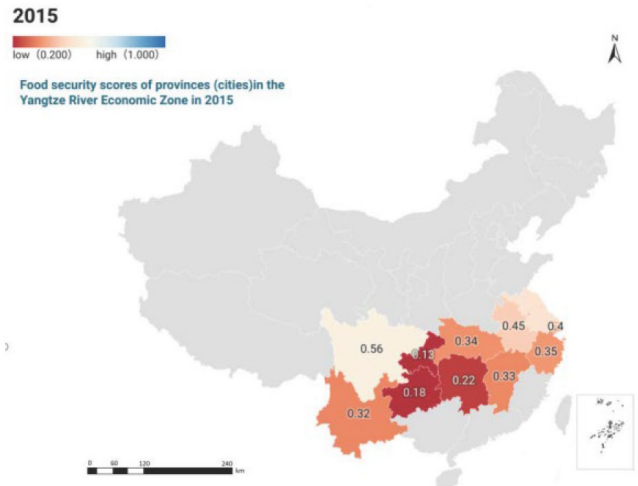 2015
low (0.200) high (1.000)
Food security scores of provinces (cities)in the
Yangtze River Economic Zone in 2015
N
0.45
0.4
0.34
0.35
0.56
0.13
0.33
0.22
0.18
0.32
0 60 120 240
km